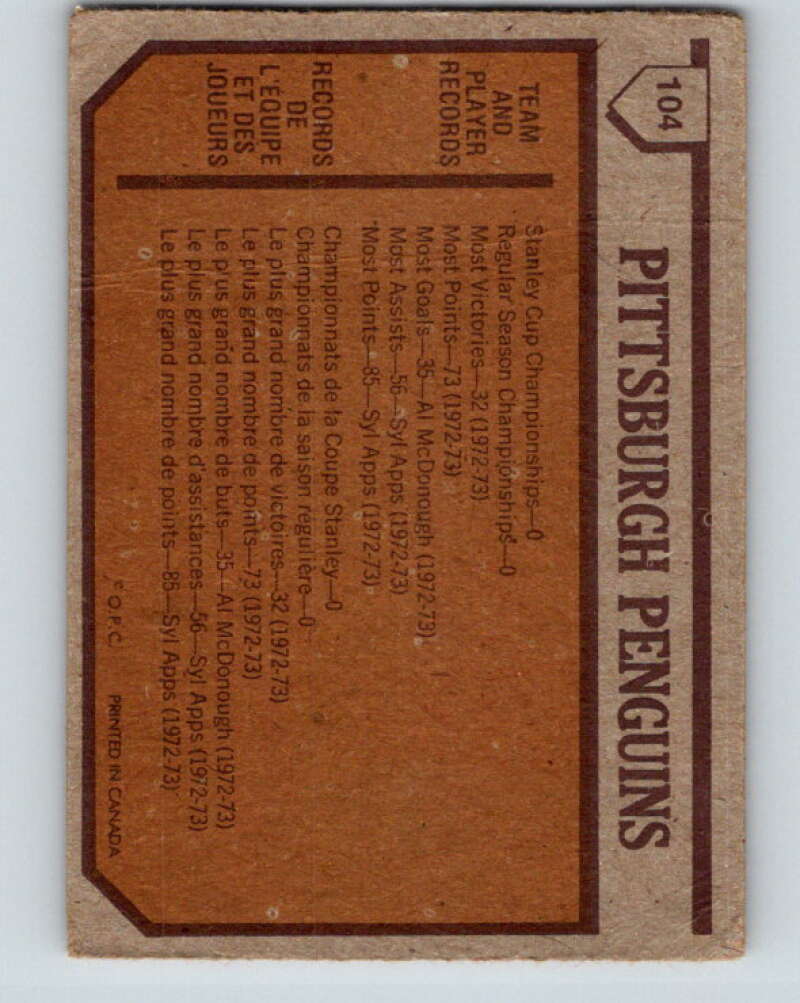 104
PITTSBURGH PENGUINS
TEAM
AND
PLAYER
RECORDS
Stanley Cup Championships—0
Regular Season Championships—0
Most Victories—32 (1972-73)
Most Points—73 (1972-73)
Most Goals—35—Al McDonough (1972-73)
Most Assists—56—Syl Apps (1972-73)
Most Points—85—Syl Apps (1972-73)
RECORDS
DE
L'ÉQUIPE
ET DES
JOUEURS
Championnats de la Coupe Stanley—0
Championnats de la saison regulière—0
Le plus grand nombre de victoires—32 (1972-73)
Le plus grand nombre de points—73 (1972-73)
Le plus grand nombre de buts—35—Al McDonough (1972-73)
Le plus grand nombre d'assistances—56—Syl Apps (1972-73)
Le plus grand nombre de points—85—Syl Apps (1972-73)
© O.P.C. PRINTED IN CANADA